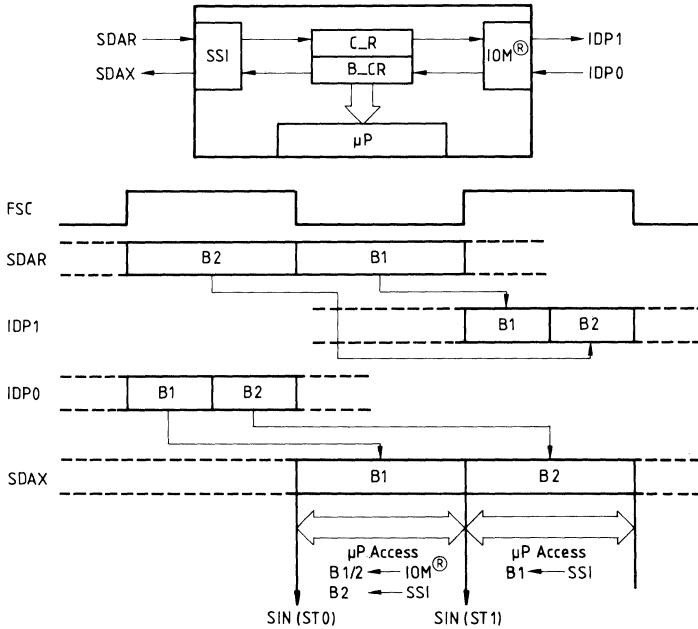 SDAR SSI C_R IOM® IDP1
SDAX B_CR IDP0
μP
FSC
SDAR B2 B1
IDP1 B1 B2
IDP0 B1 B2
SDAX B1 B2
μP Access μP Access
B1/2 IOM® B1 SSI
B2 SSI
SIN (ST0) SIN (ST1)